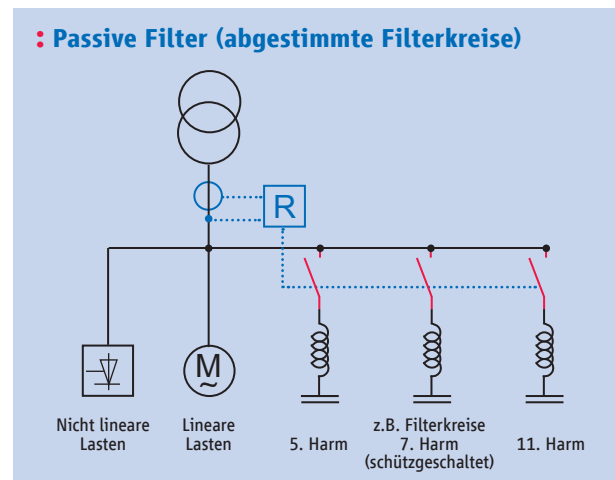 : Passive Filter (abgestimmte Filterkreise)
R
M
~
Nicht lineare
Lasten
Lineare
Lasten
5. Harm
z.B. Filterkreise
7. Harm
(schützgeschaltet)
11. Harm